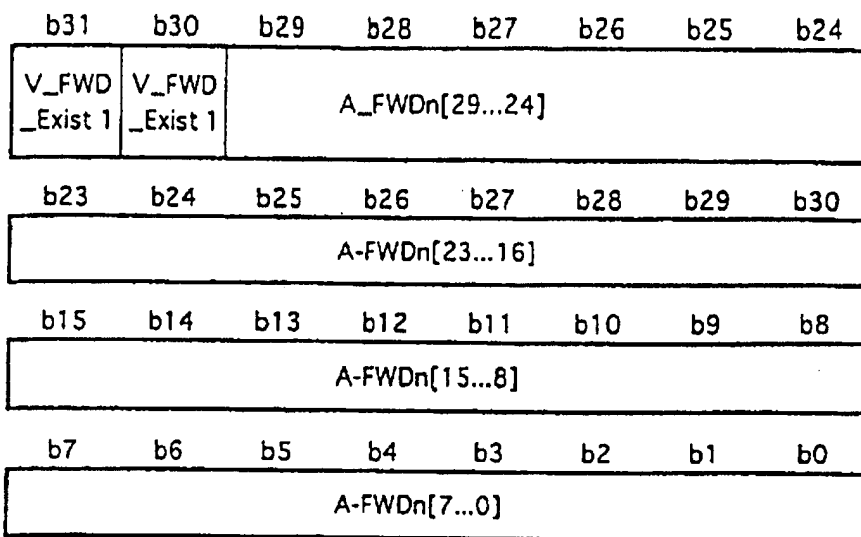 b31 b30 b29 b28 b27 b26 b25 b24
V_FWD V_FWD
_Exist 1 _Exist 1
A_FWDn[29...24]
b23 b24 b25 b26 b27 b28 b29 b30
A-FWDn[23...16]
b15 b14 b13 b12 b11 b10 b9 b8
A-FWDn[15...8]
b7 b6 b5 b4 b3 b2 b1 b0
A-FWDn[7...0]